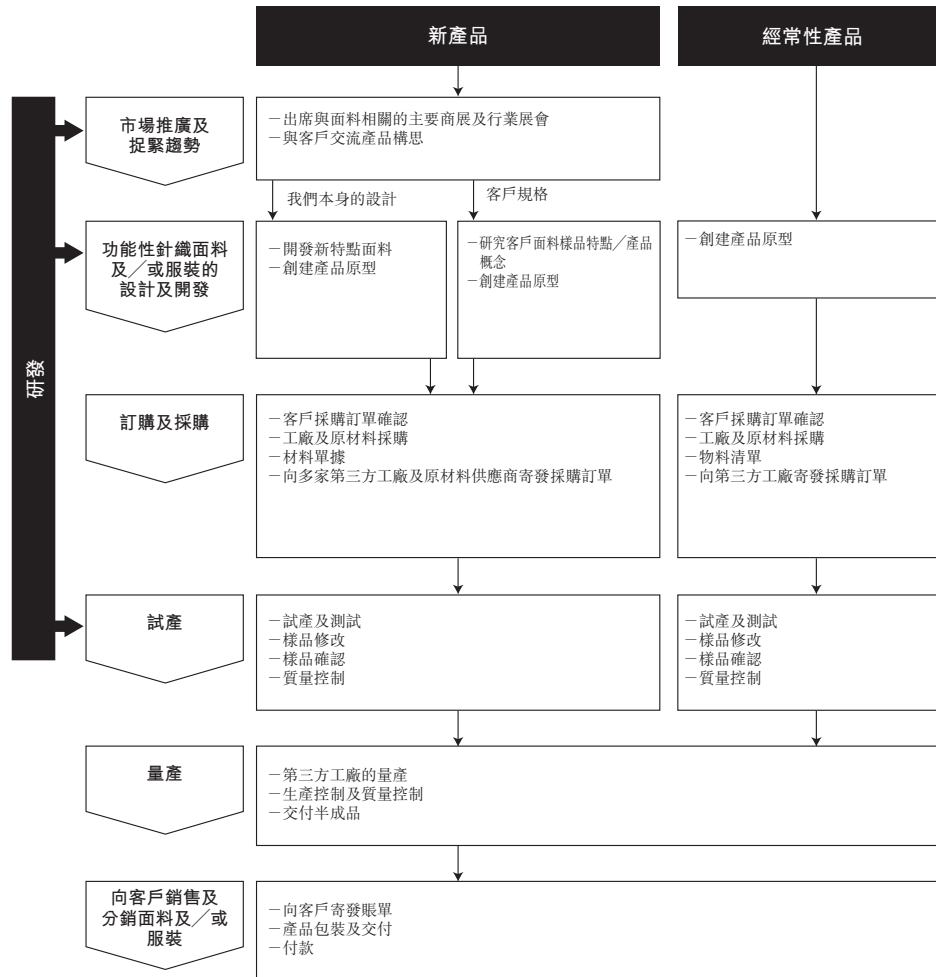 新產品
經常性產品
研發
市場推廣及
捉緊趨勢
－出席與面料相關的主要商展及行業展會
－與客戶交流產品構思
我們本身的設計
客戶規格
功能性針織面料
及╱或服裝的
設計及開發
－開發新特點面料
－創建產品原型
－研究客戶面料樣品特點╱產品
概念
－創建產品原型
－創建產品原型
訂購及採購
－客戶採購訂單確認
－工廠及原材料採購
－材料單據
－向多家第三方工廠及原材料供應商寄發採購訂單
－客戶採購訂單確認
－工廠及原材料採購
－物料清單
－向第三方工廠寄發採購訂單
試產
－試產及測試
－樣品修改
－樣品確認
－質量控制
－試產及測試
－樣品修改
－樣品確認
－質量控制
量產
－第三方工廠的量產
－生產控制及質量控制
－交付半成品
向客戶銷售及
分銷面料及╱或
服裝
－向客戶寄發賬單
－產品包裝及交付
－付款